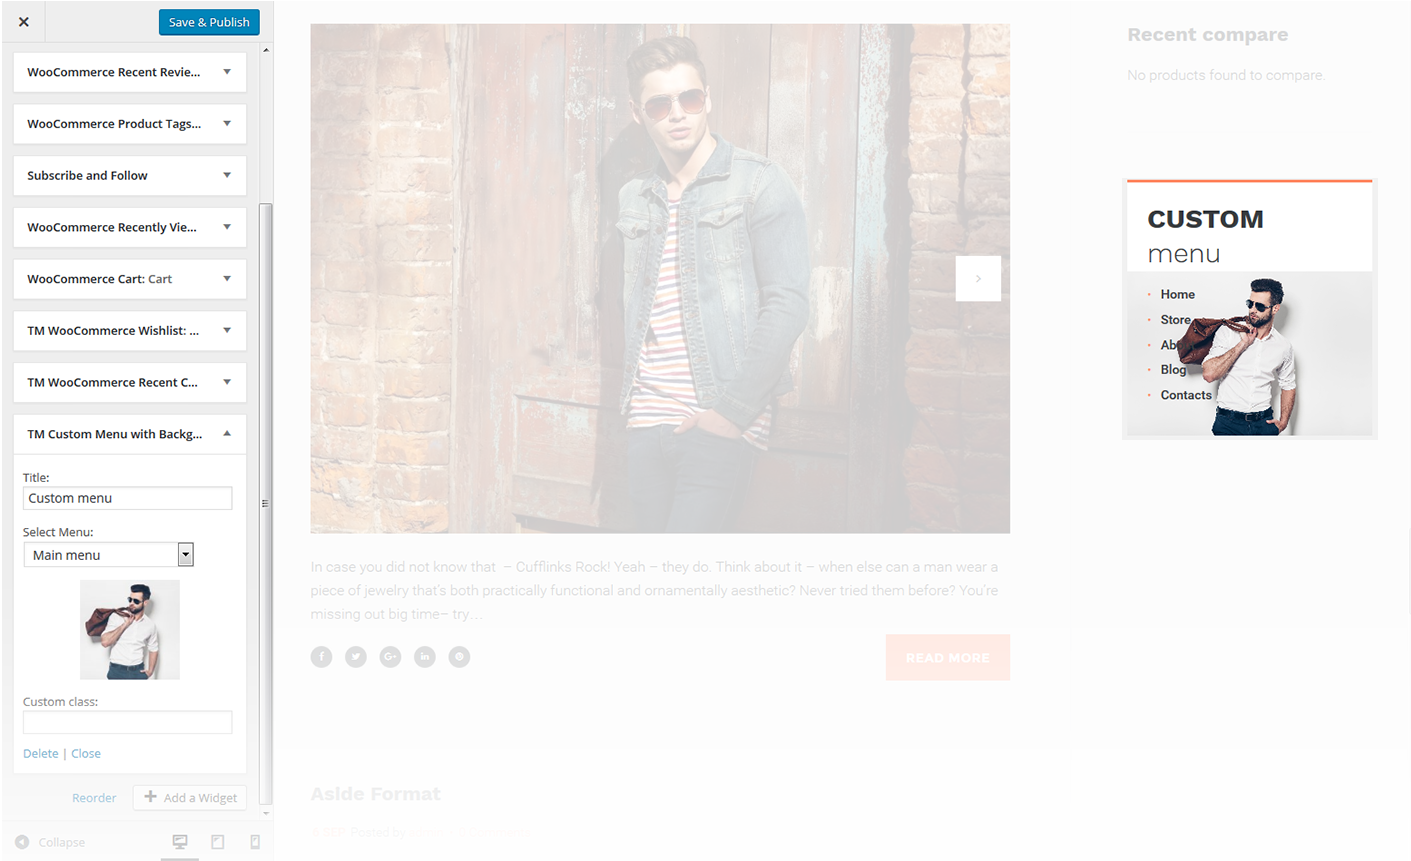 Save & Publish
WooCommerce Recent Revie...
WooCommerce Product Tags...
Subscribe and Follow
WooCommerce Recently Vie...
WooCommerce Cart: Cart
TM WooCommerce Wishlist: ...
TM WooCommerce Recent C...
TM Custom Menu with Backg...
Title:
Custom menu
Select Menu:
Main menu
Custom class:
Delete | Close
Reorder
Add a Widget
Collapse
In case you did not know that – Cufflinks Rock! Yeah – they do. Think about it – when else can a man wear a
piece of jewelry that's both practically functional and ornamentally aesthetic? Never tried them before? You're
missing out big time– try…
READ MORE
Aside Format
Posted by
Recent compare
No products found to compare.
CUSTOM
menu
Home
Store
Blog
Contacts